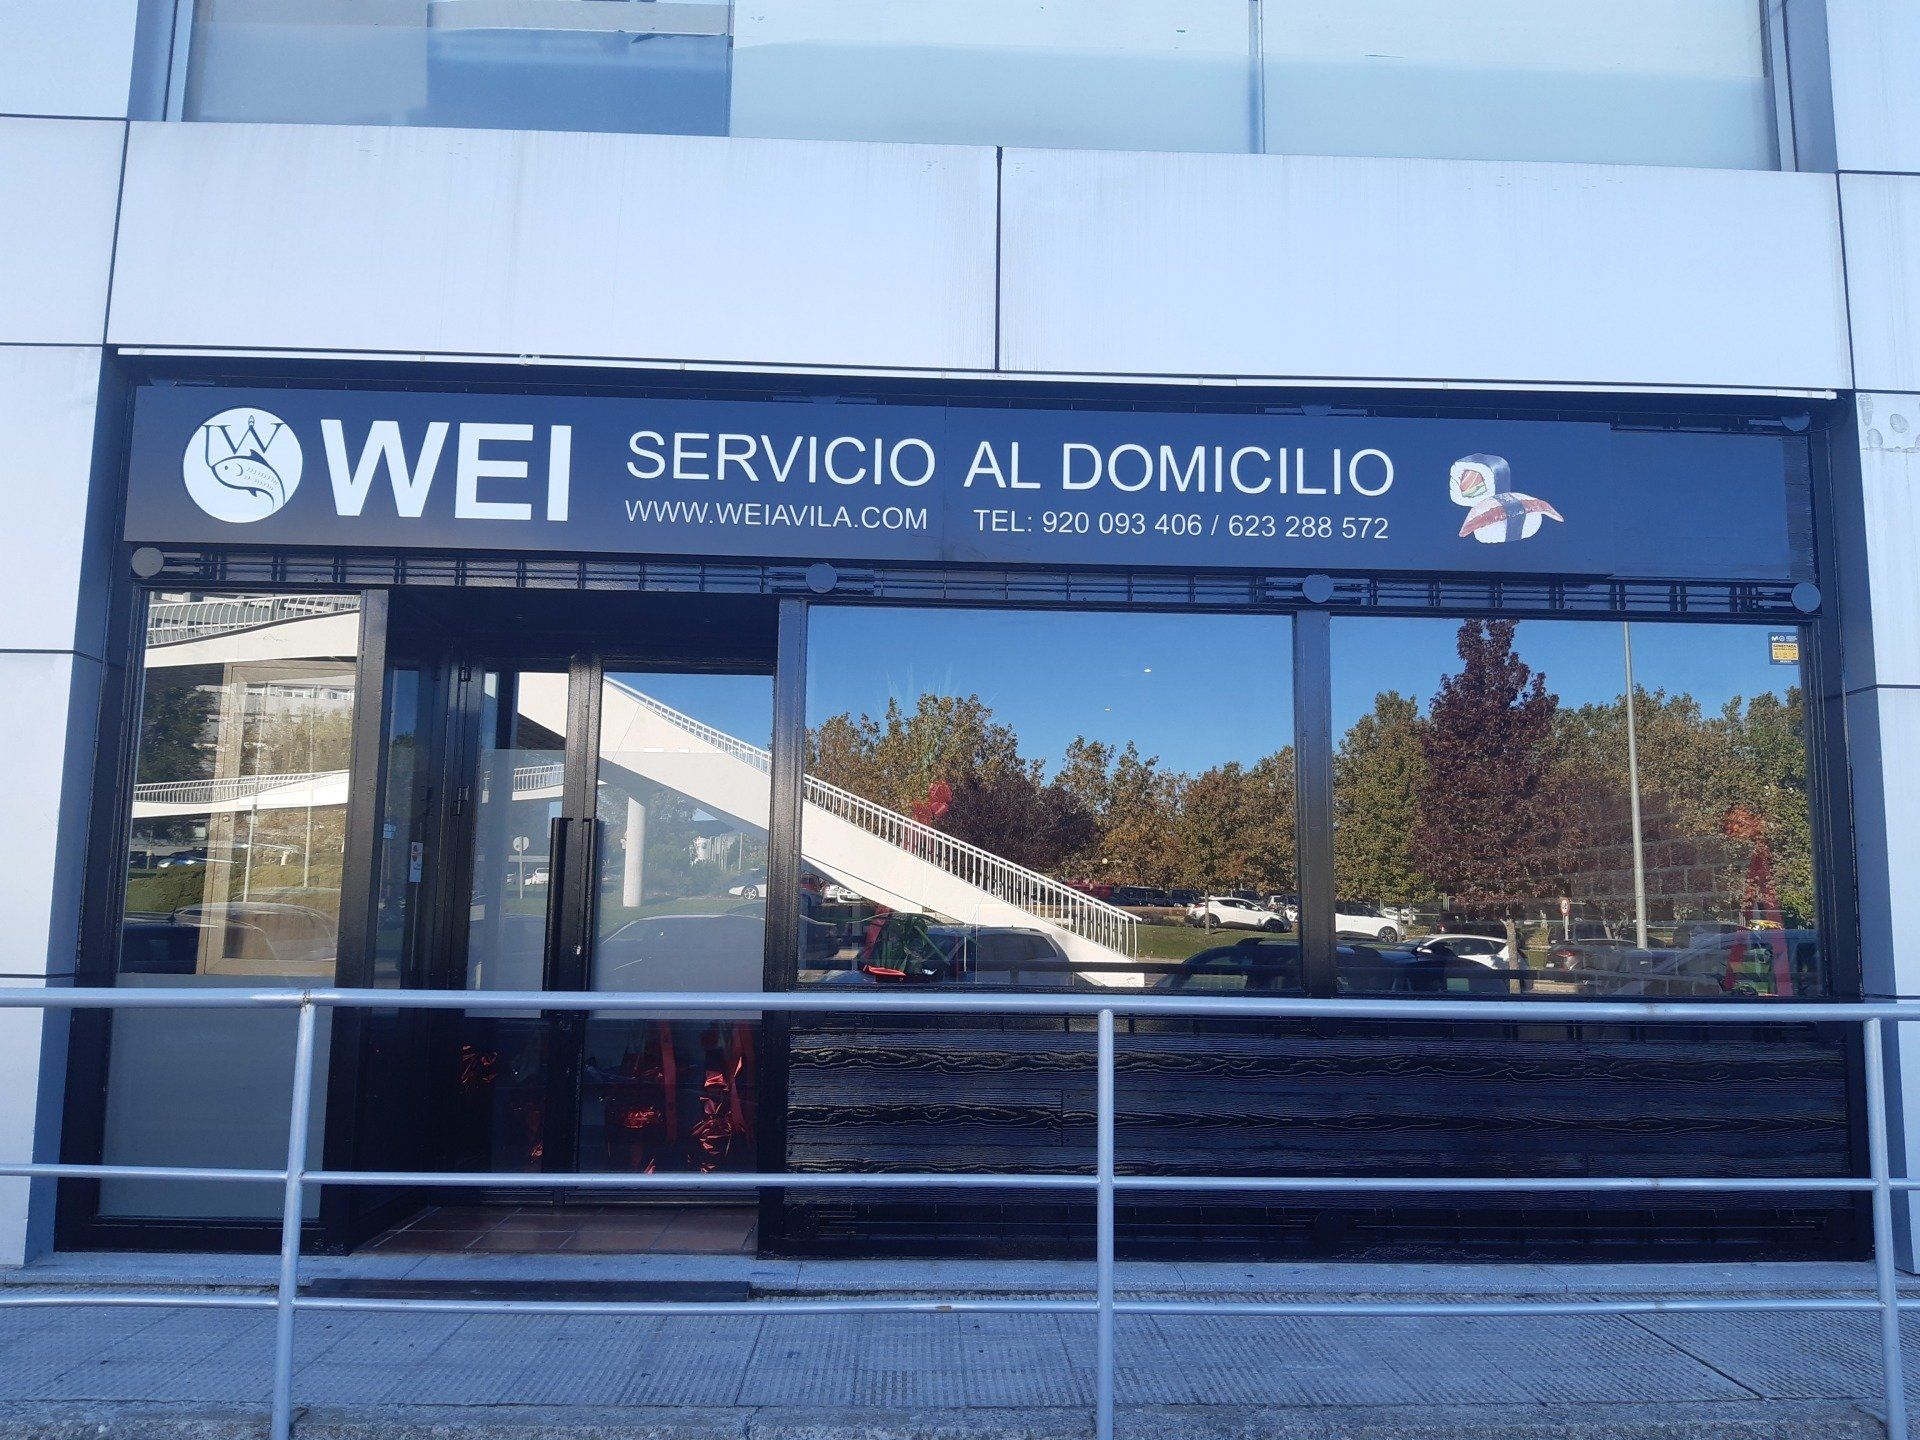 W
WEI
SERVICIO AL DOMICILIO
WWW.WEIAVILA.COM TEL: 920 093 406 / 623 288 572